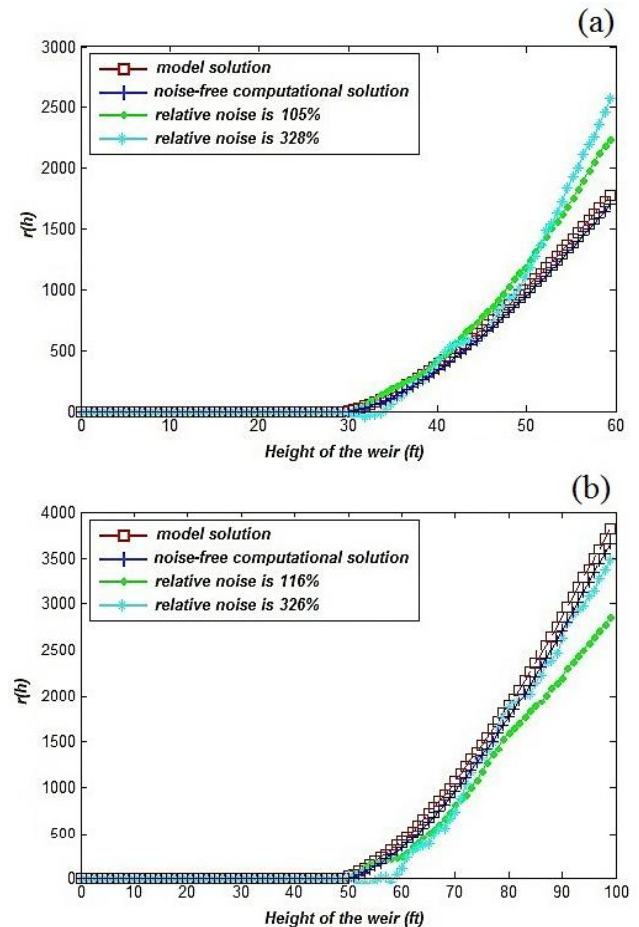 (a)
3000
2500
2000
1500
1000
500
0
r(h)
model solution
noise-free computational solution
relative noise is 105%
relative noise is 328%
0 10 20 30 40 50 60
Height of the weir (ft)
(b)
4000
3500
3000
2500
2000
1500
1000
500
0
r(h)
model solution
noise-free computational solution
relative noise is 116%
relative noise is 326%
0 10 20 30 40 50 60 70 80 90 100
Height of the weir (ft)